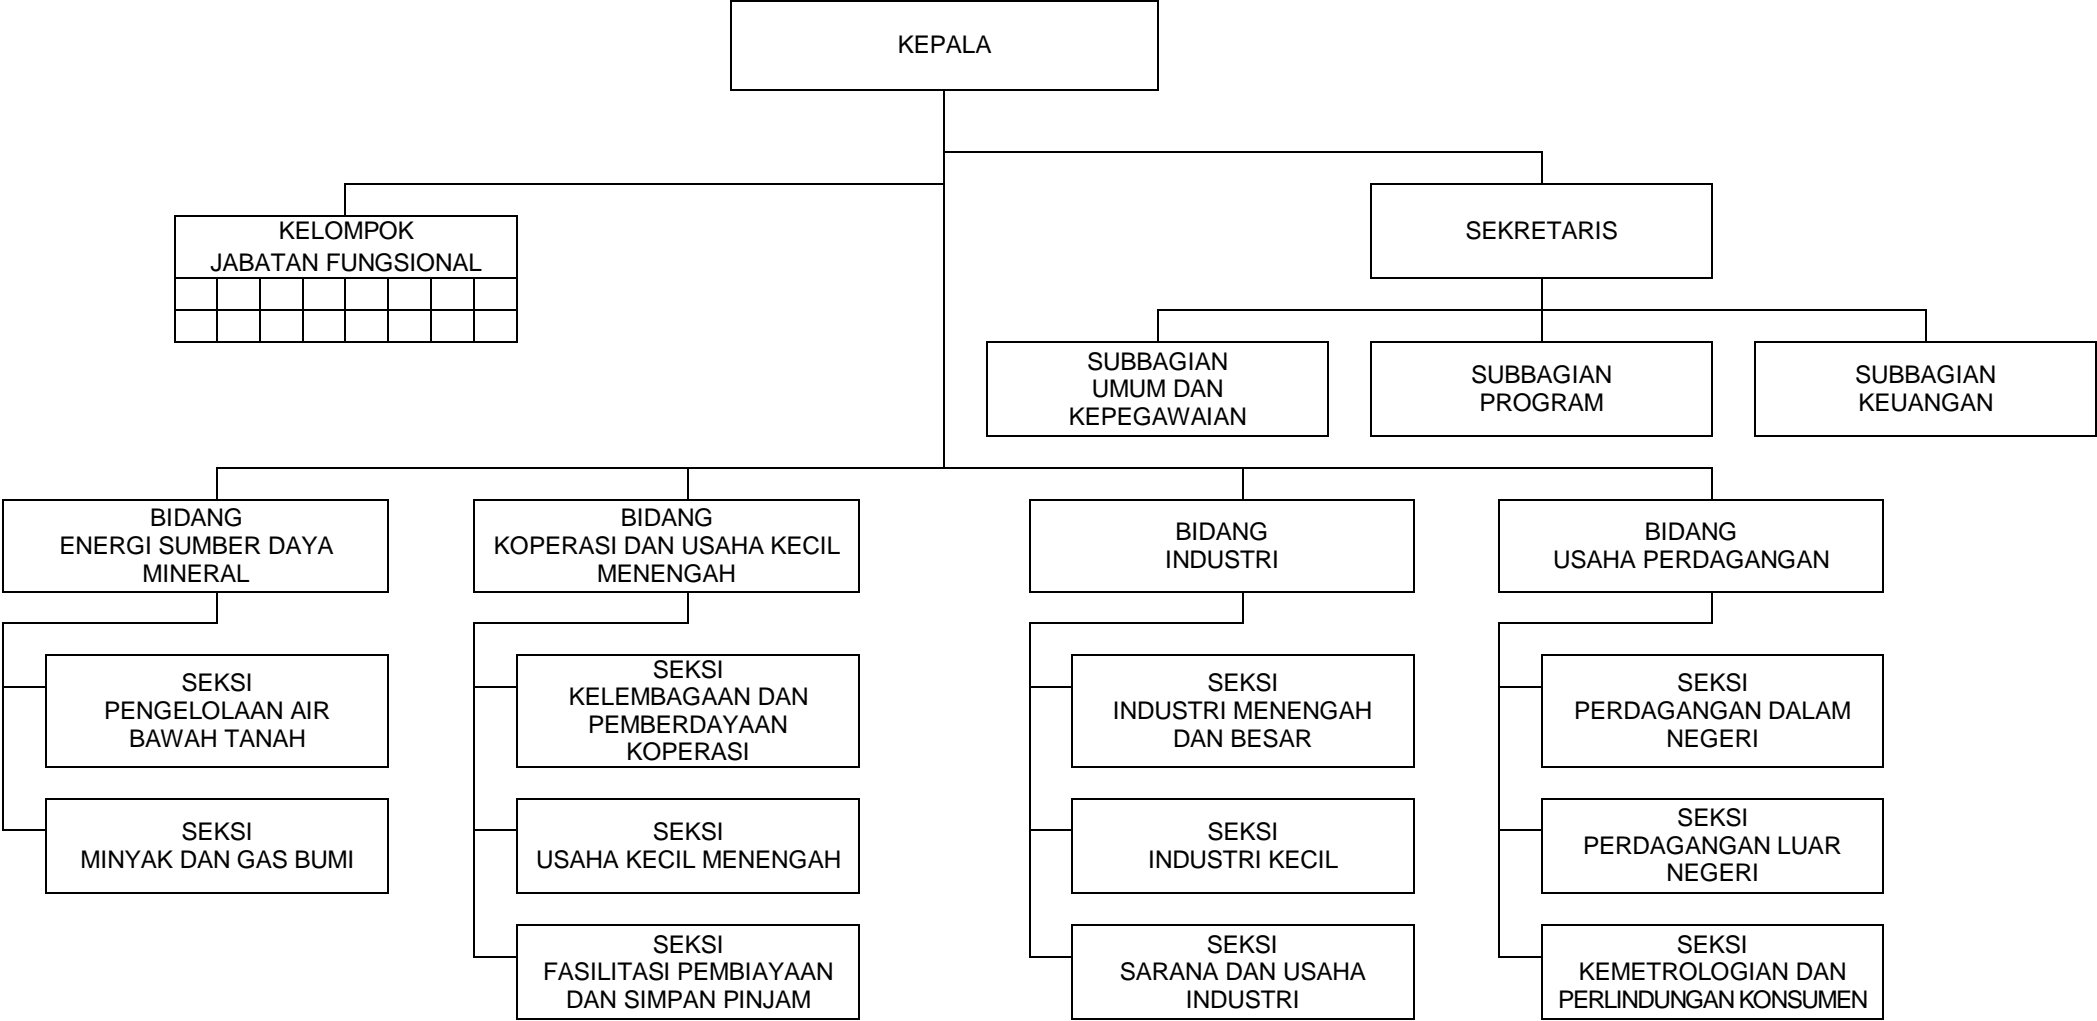 KEPALA
KELOMPOK
JABATAN FUNGSIONAL
SEKRETARIS
SUBBAGIAN
UMUM DAN
KEPEGAWAIAN
SUBBAGIAN
PROGRAM
SUBBAGIAN
KEUANGAN
BIDANG
ENERGI SUMBER DAYA
MINERAL
BIDANG
KOPERASI DAN USAHA KECIL
MENENGAH
BIDANG
INDUSTRI
BIDANG
USAHA PERDAGANGAN
SEKSI
PENGELOLAAN AIR
BAWAH TANAH
SEKSI
KELEMBAGAAN DAN
PEMBERDAYAAN
KOPERASI
SEKSI
INDUSTRI MENENGAH
DAN BESAR
SEKSI
PERDAGANGAN DALAM
NEGERI
SEKSI
MINYAK DAN GAS BUMI
SEKSI
USAHA KECIL MENENGAH
SEKSI
INDUSTRI KECIL
SEKSI
PERDAGANGAN LUAR
NEGERI
SEKSI
FASILITASI PEMBIAYAAN
DAN SIMPAN PINJAM
SEKSI
SARANA DAN USAHA
INDUSTRI
SEKSI
KEMETROLOGIAN DAN
PERLINDUNGAN KONSUMEN